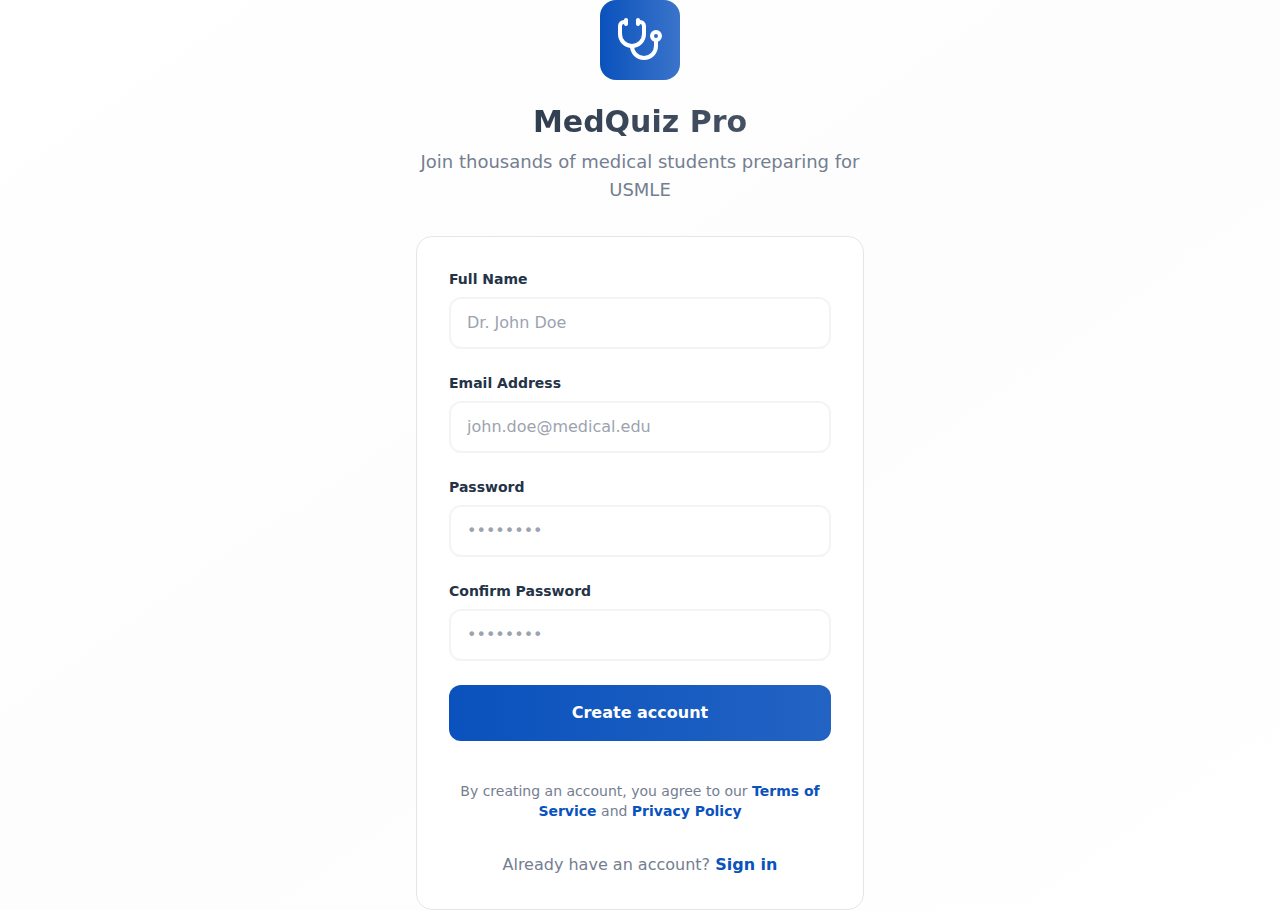 MedQuiz Pro
Join thousands of medical students preparing for
USMLE
Full Name
Dr. John Doe
Email Address
john.doe@medical.edu
Password
••••••••
Confirm Password
••••••••
Create account
By creating an account, you agree to our Terms of
Service and Privacy Policy
Already have an account? Sign in